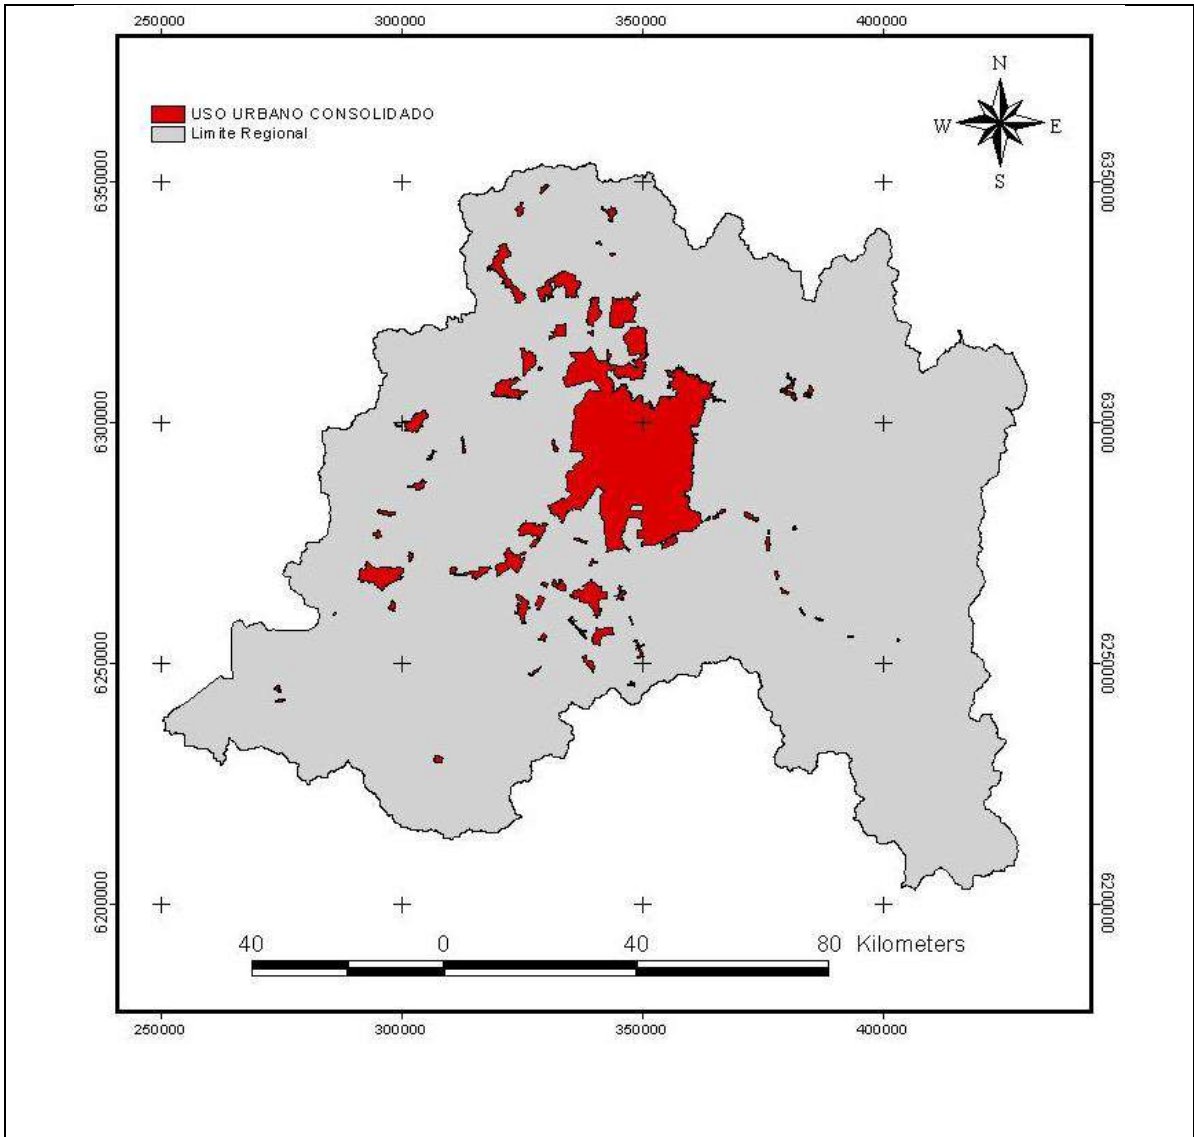 250000 300000 350000 400000
N
USO URBANO CONSOLIDADO
Limite Regional
W E
S
6350000 6350000
6300000 6300000
6250000 6250000
6200000 6200000
40 0 40 80 Kilometers
250000 300000 350000 400000